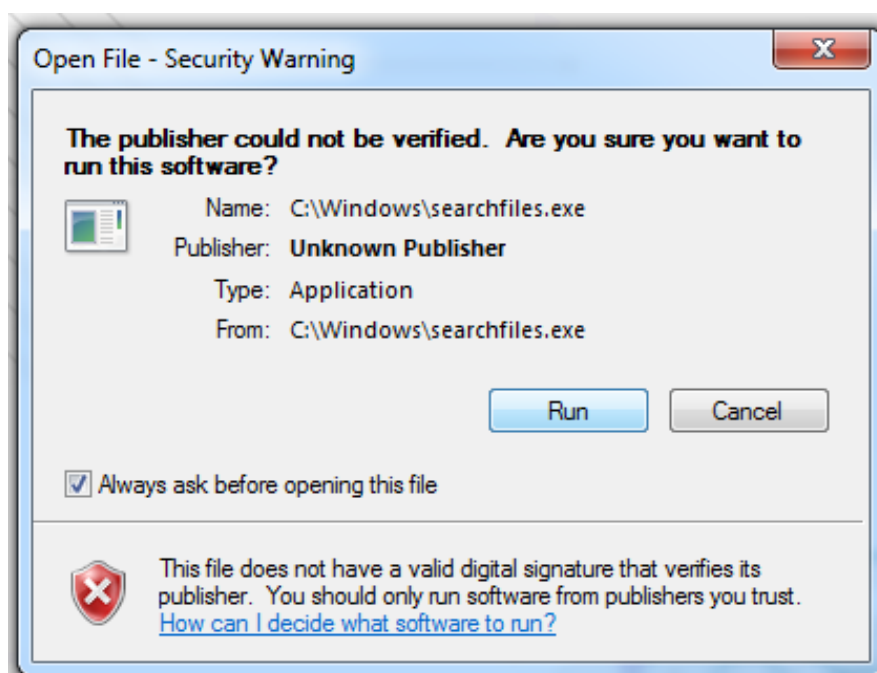 Open File - Security Warning
The publisher could not be verified.  Are you sure you want to
run this software?
Name: C:\Windows\searchfiles.exe
Publisher: Unknown Publisher
Type: Application
From: C:\Windows\searchfiles.exe
Run Cancel
Always ask before opening this file
This file does not have a valid digital signature that verifies its
publisher.  You should only run software from publishers you trust.
How can I decide what software to run?